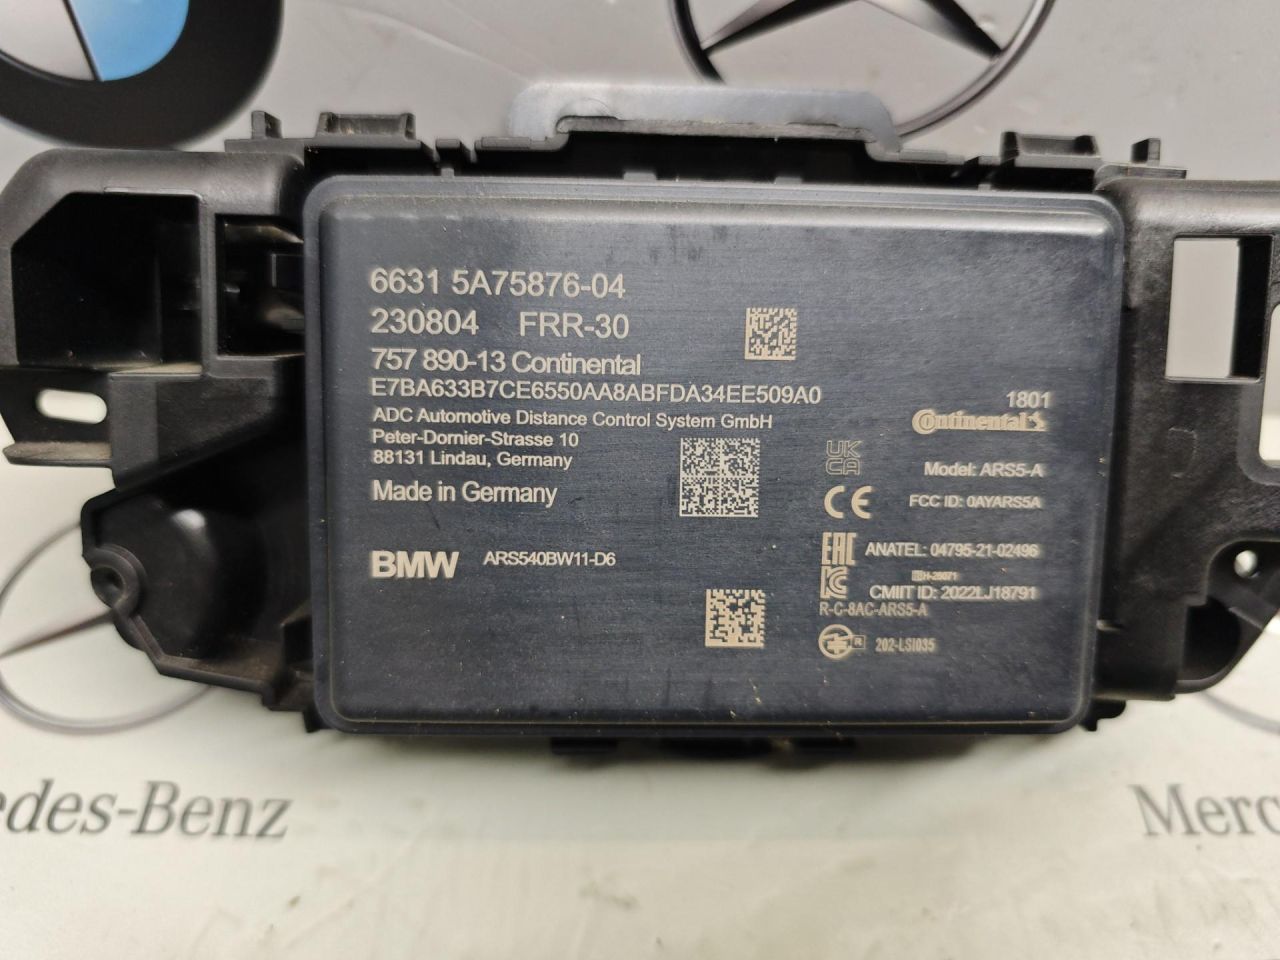 6631 5A75876-04
230804 FRR-30
757 890-13 Continental
E7BA633B7CE6550AA8ABFDA34EE509A0
ADC Automotive Distance Control System GmbH
Peter-Dornier-Strasse 10
88131 Lindau, Germany
Made in Germany
BMW ARS540BW11-D6
1801
Continental
UK
CA
Model: ARS5-A
CE
FCC ID: 0AYARS5A
EAC ANATEL: 04795-21-02496
H-26071
CMIIT ID: 2022LJ18791
R-C-8AC-ARS5-A
R 202-LSI035
edes-Benz
Merc